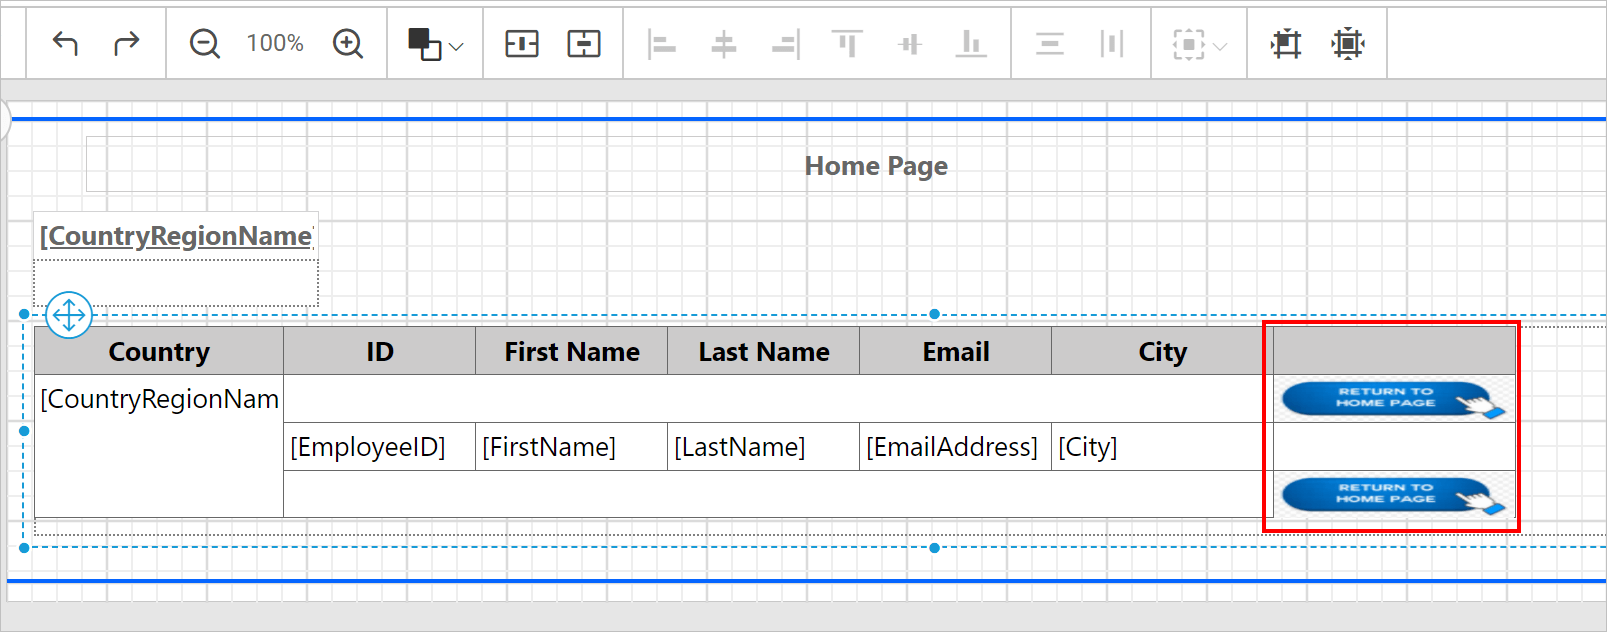 100%
Home Page
[CountryRegionName]
Country ID First Name Last Name Email City
[CountryRegionNam
RETURN TO
HOME PAGE
[EmployeeID] [FirstName] [LastName] [EmailAddress] [City]
RETURN TO
HOME PAGE